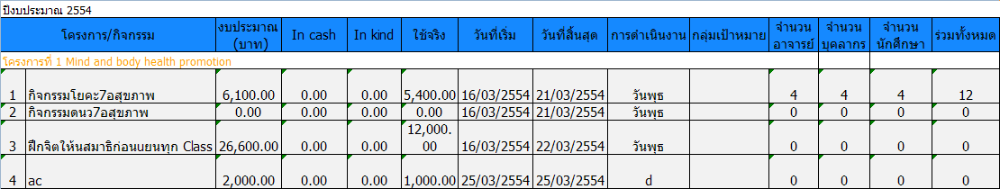 ปีงบประมาณ 2554
โครงการ/กิจกรรม งบประมาณ (บาท) In cash In kind ใช้จริง วันที่เริ่ม วันที่สิ้นสุด การดำเนินงาน กลุ่มเป้าหมาย จำนวนอาจารย์ จำนวนบุคลากร จำนวนนักศึกษา ร่วมทั้งหมด
โครงการที่ 1 Mind and body health promotion
1 กิจกรรมโยคะ7อสุขภาพ 6,100.00 0.00 0.00 5,400.00 16/03/2554 21/03/2554 วันพุธ 4 4 4 12
2 กิจกรรมดนว7อสุขภาพ 0.00 0.00 0.00 0.00 16/03/2554 21/03/2554 วันพุธ 0 0 0 0
3 ฝึกจิตให้นสมาธิก่อนuยนทุก Class 26,600.00 0.00 0.00 12,000.00 16/03/2554 22/03/2554 วันพุธ 0 0 0 0
4 ac 2,000.00 0.00 0.00 1,000.00 25/03/2554 25/03/2554 d 0 0 0 0